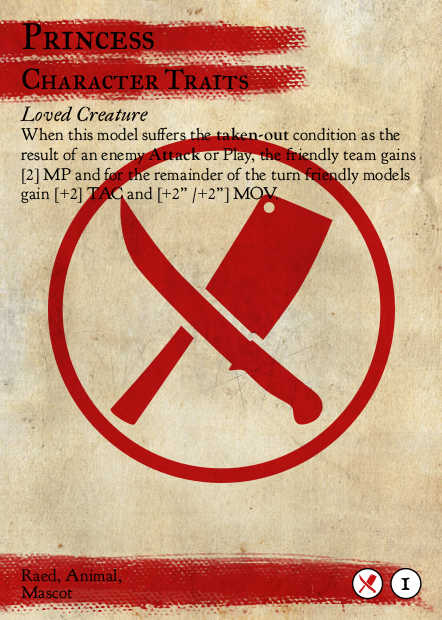 Princess
Character Traits
Loved Creature
When this model suffers the taken-out condition as the
result of an enemy Attack or Play, the friendly team gains
[2] MP and for the remainder of the turn friendly models
gain [+2] TAC and [+2" /+2"] MOV.
Raed, Animal,
Mascot
1